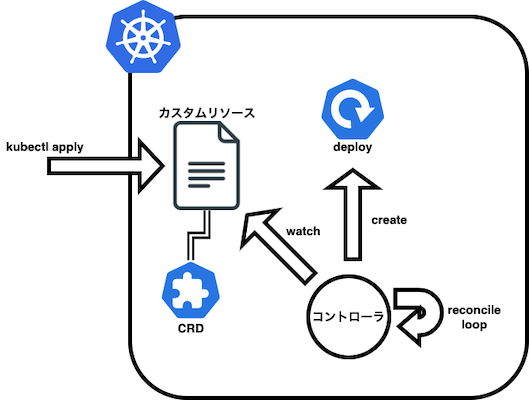 カスタムリソース
kubectl apply
deploy
watch
create
CRD
コントローラ
reconcile
loop